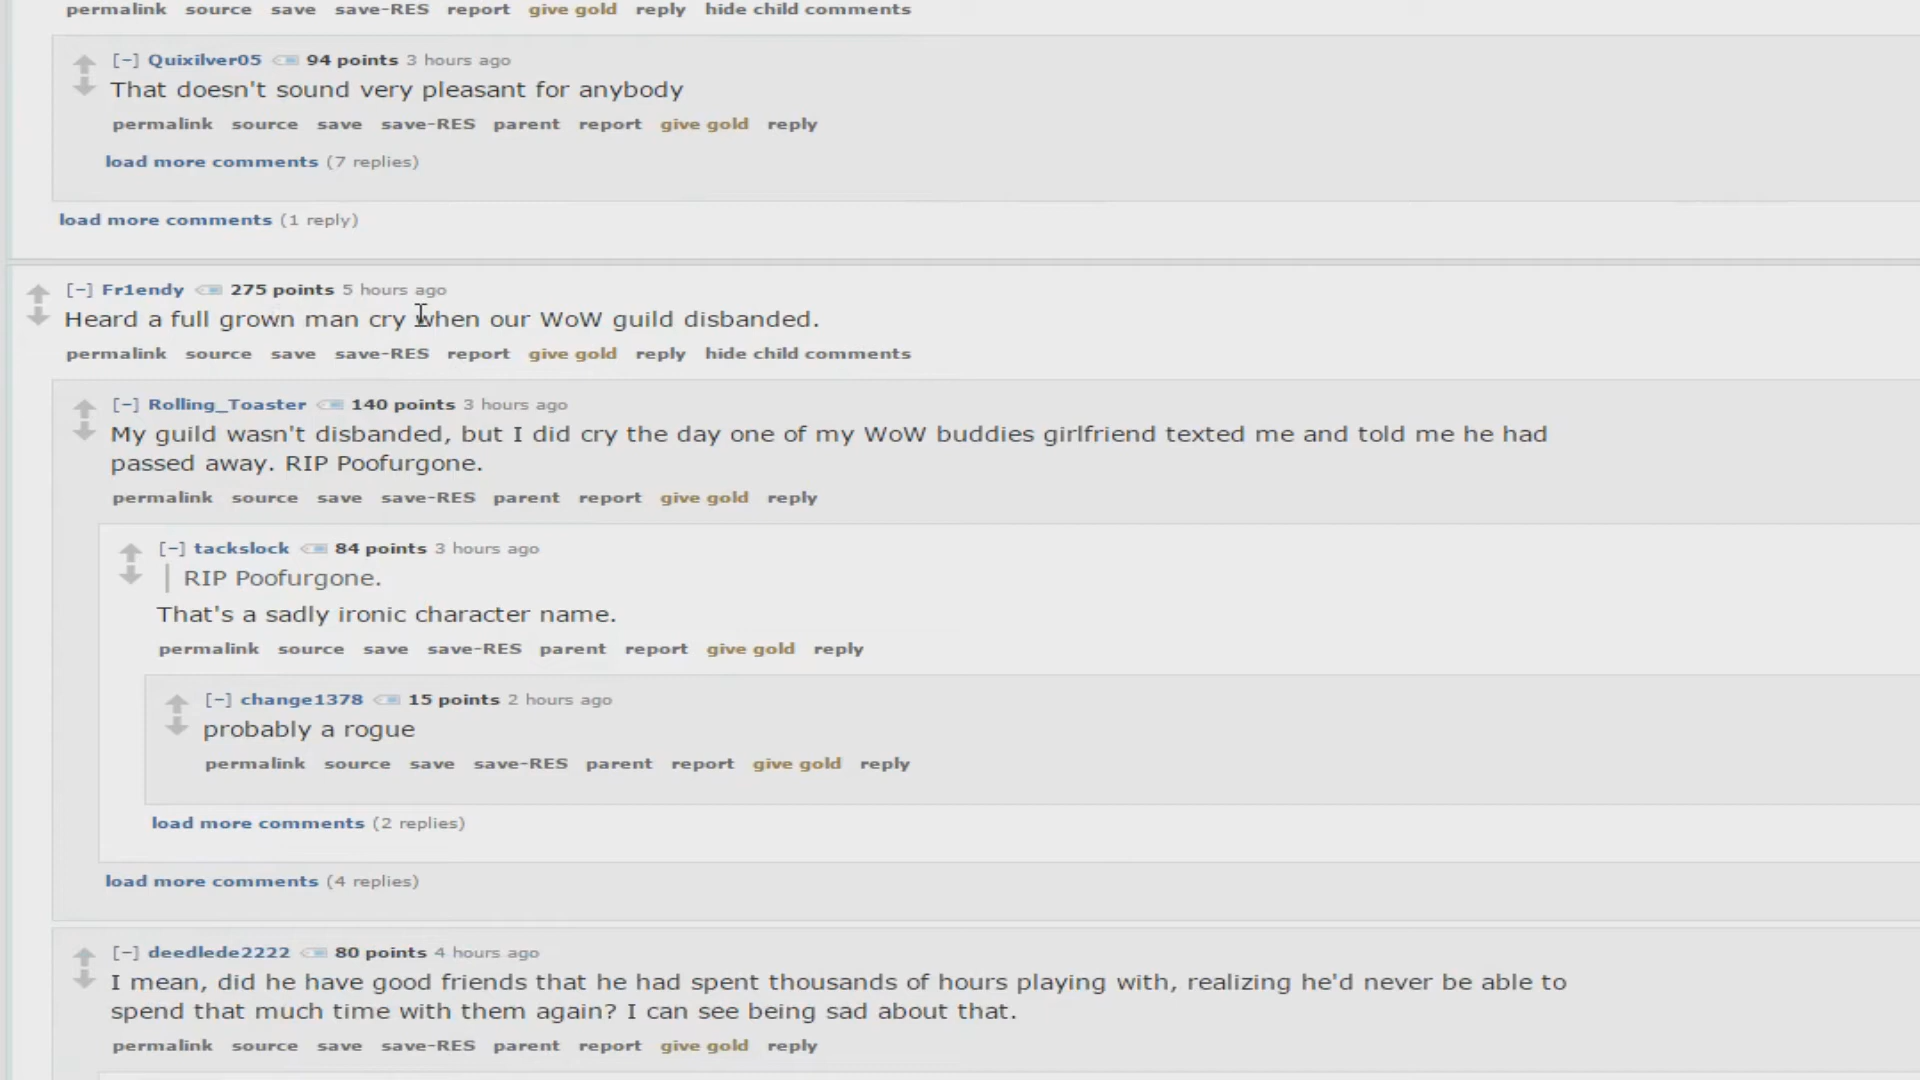 permalink source save save-RES report give gold reply hide child comments
[-] Quixilver05 94 points 3 hours ago
That doesn't sound very pleasant for anybody
permalink source save save-RES parent report give gold reply
load more comments (7 replies)
load more comments (1 reply)
[-] Fr1endy 275 points 5 hours ago
Heard a full grown man cry when our WoW guild disbanded.
permalink source save save-RES report give gold reply hide child comments
[-] Rolling_Toaster 140 points 3 hours ago
My guild wasn't disbanded, but I did cry the day one of my WoW buddies girlfriend texted me and told me he had
passed away. RIP Poofurgone.
permalink source save save-RES parent report give gold reply
[-] tackslock 84 points 3 hours ago
RIP Poofurgone.
That's a sadly ironic character name.
permalink source save save-RES parent report give gold reply
[-] change1378 15 points 2 hours ago
probably a rogue
permalink source save save-RES parent report give gold reply
load more comments (2 replies)
load more comments (4 replies)
[-] deedlede2222 80 points 4 hours ago
I mean, did he have good friends that he had spent thousands of hours playing with, realizing he'd never be able to
spend that much time with them again? I can see being sad about that.
permalink source save save-RES parent report give gold reply